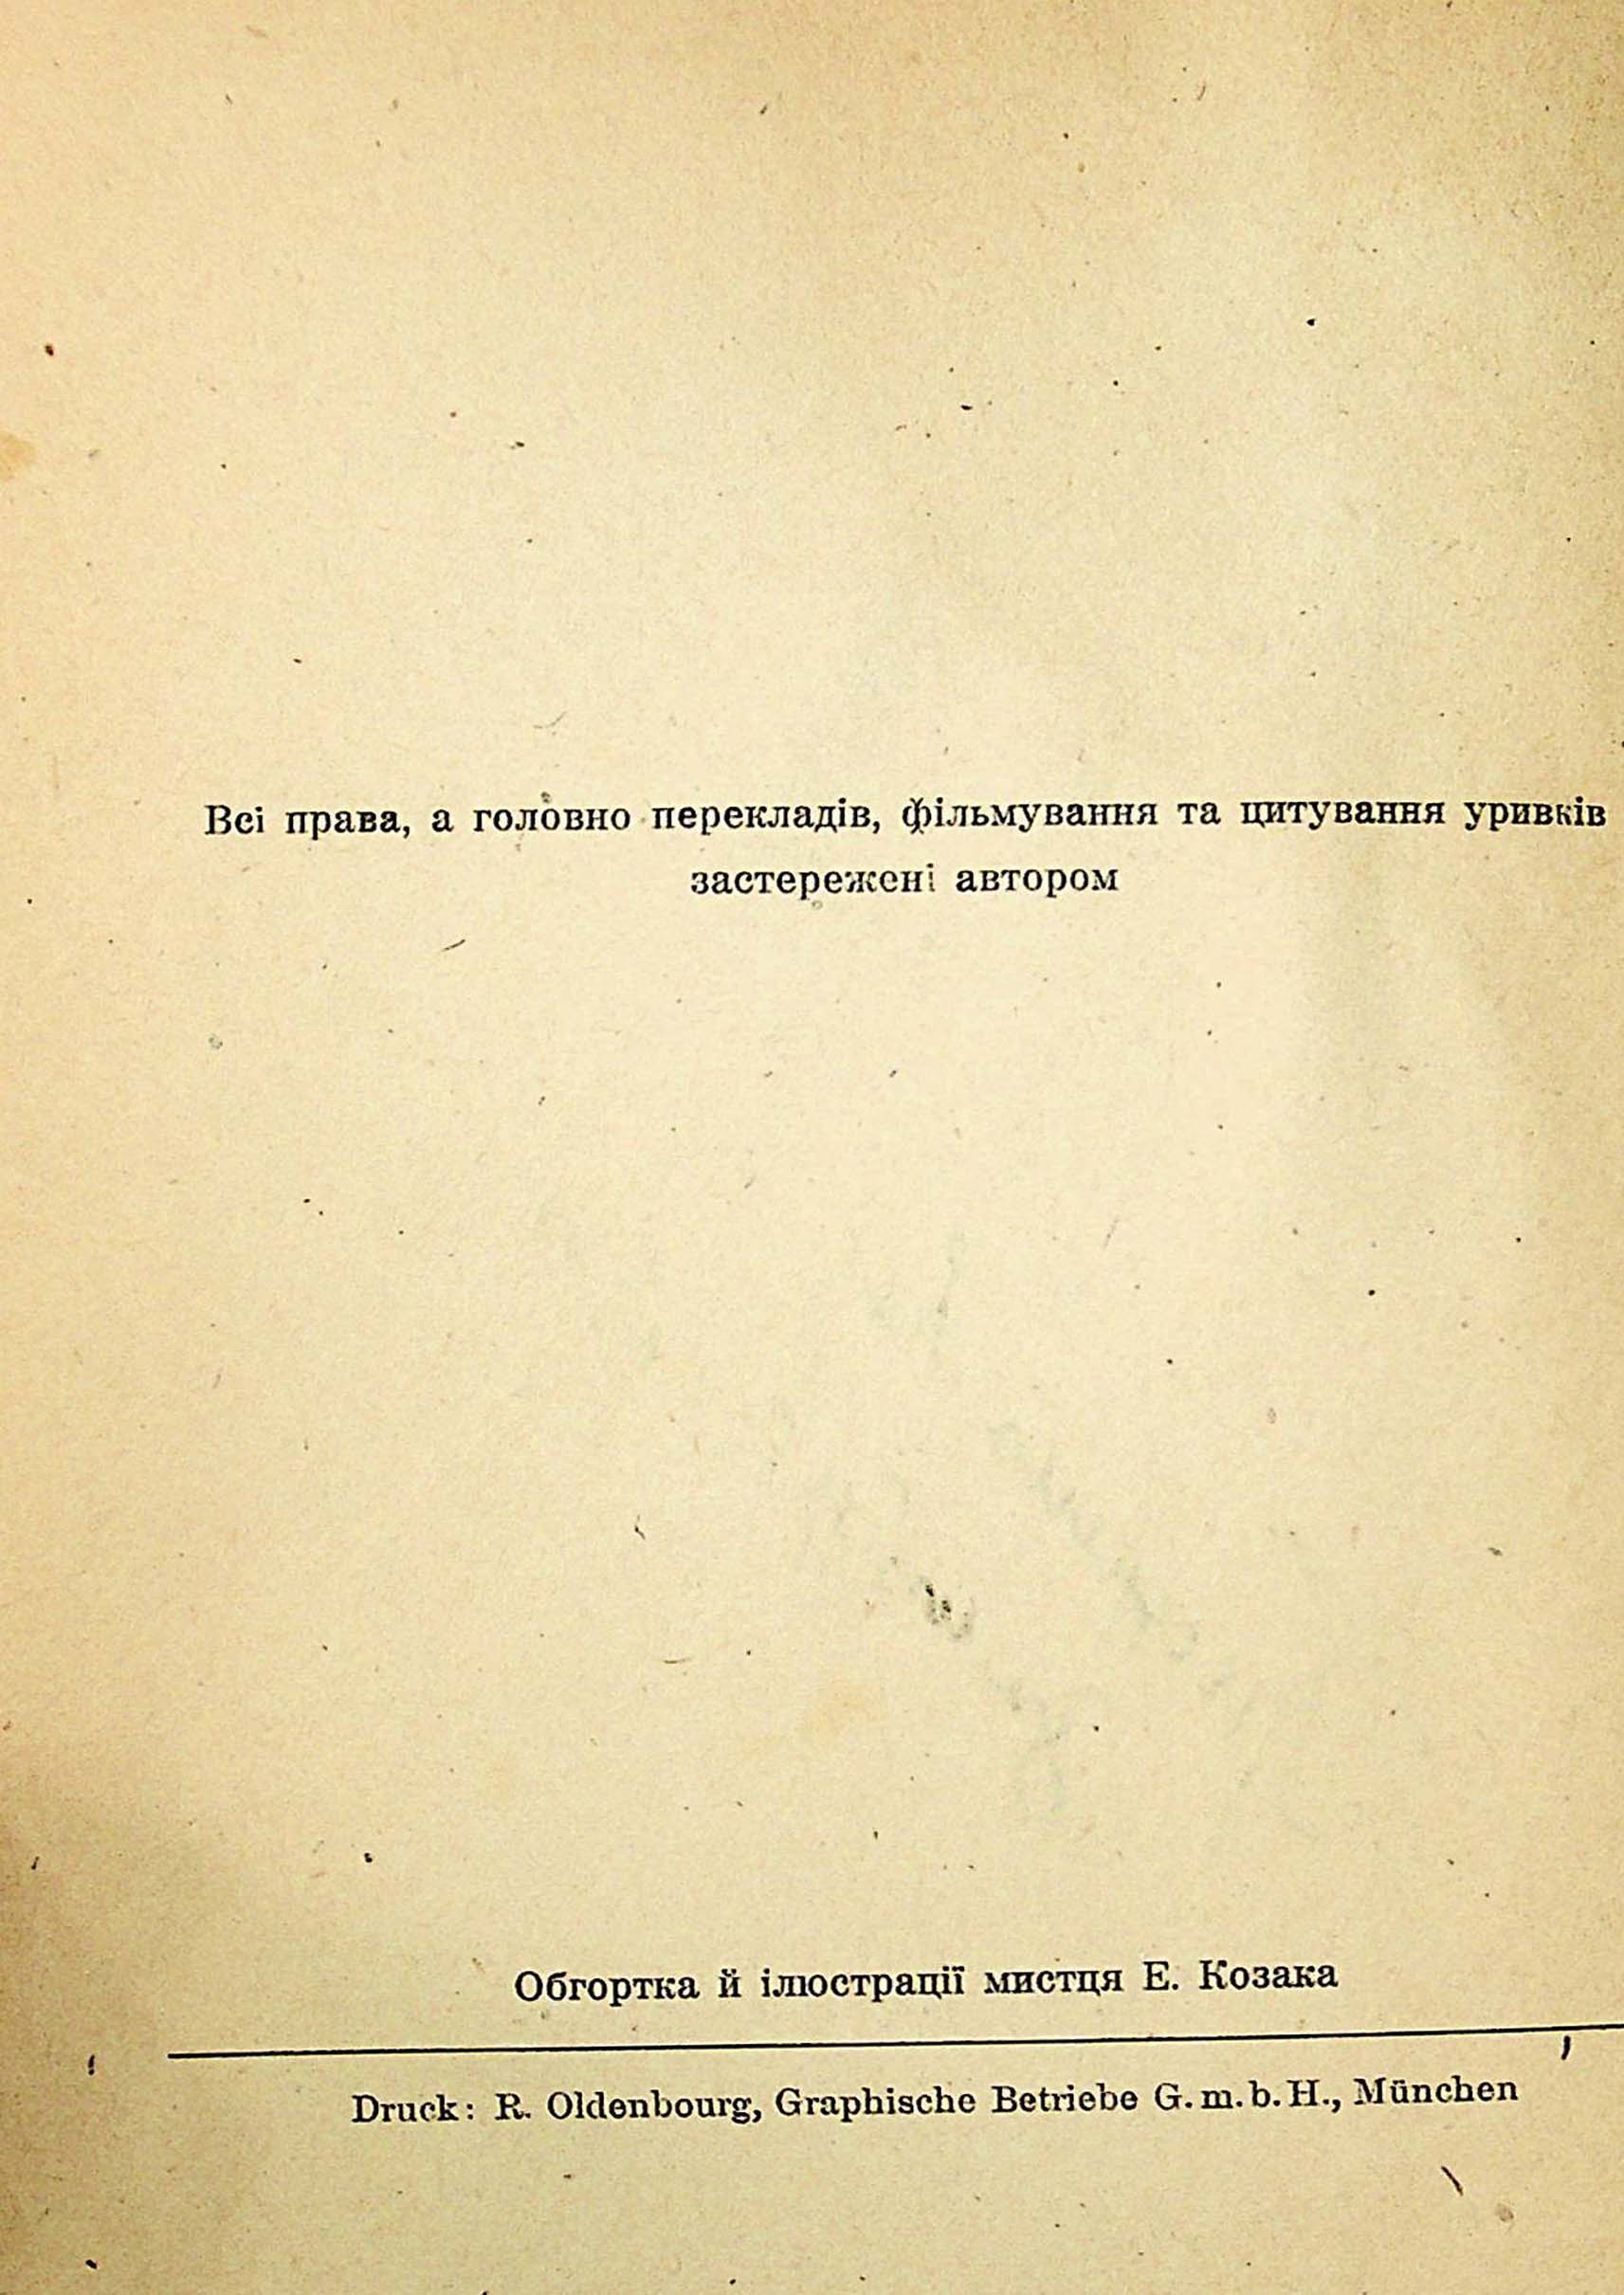 Всі права, а головно перекладів, фільмування та цитування уривків
застережені автором
Обгортка й ілюстрації мистця Е. Козака
Druck: R. Oldenbourg, Graphische Betriebe G. m. b. H., München